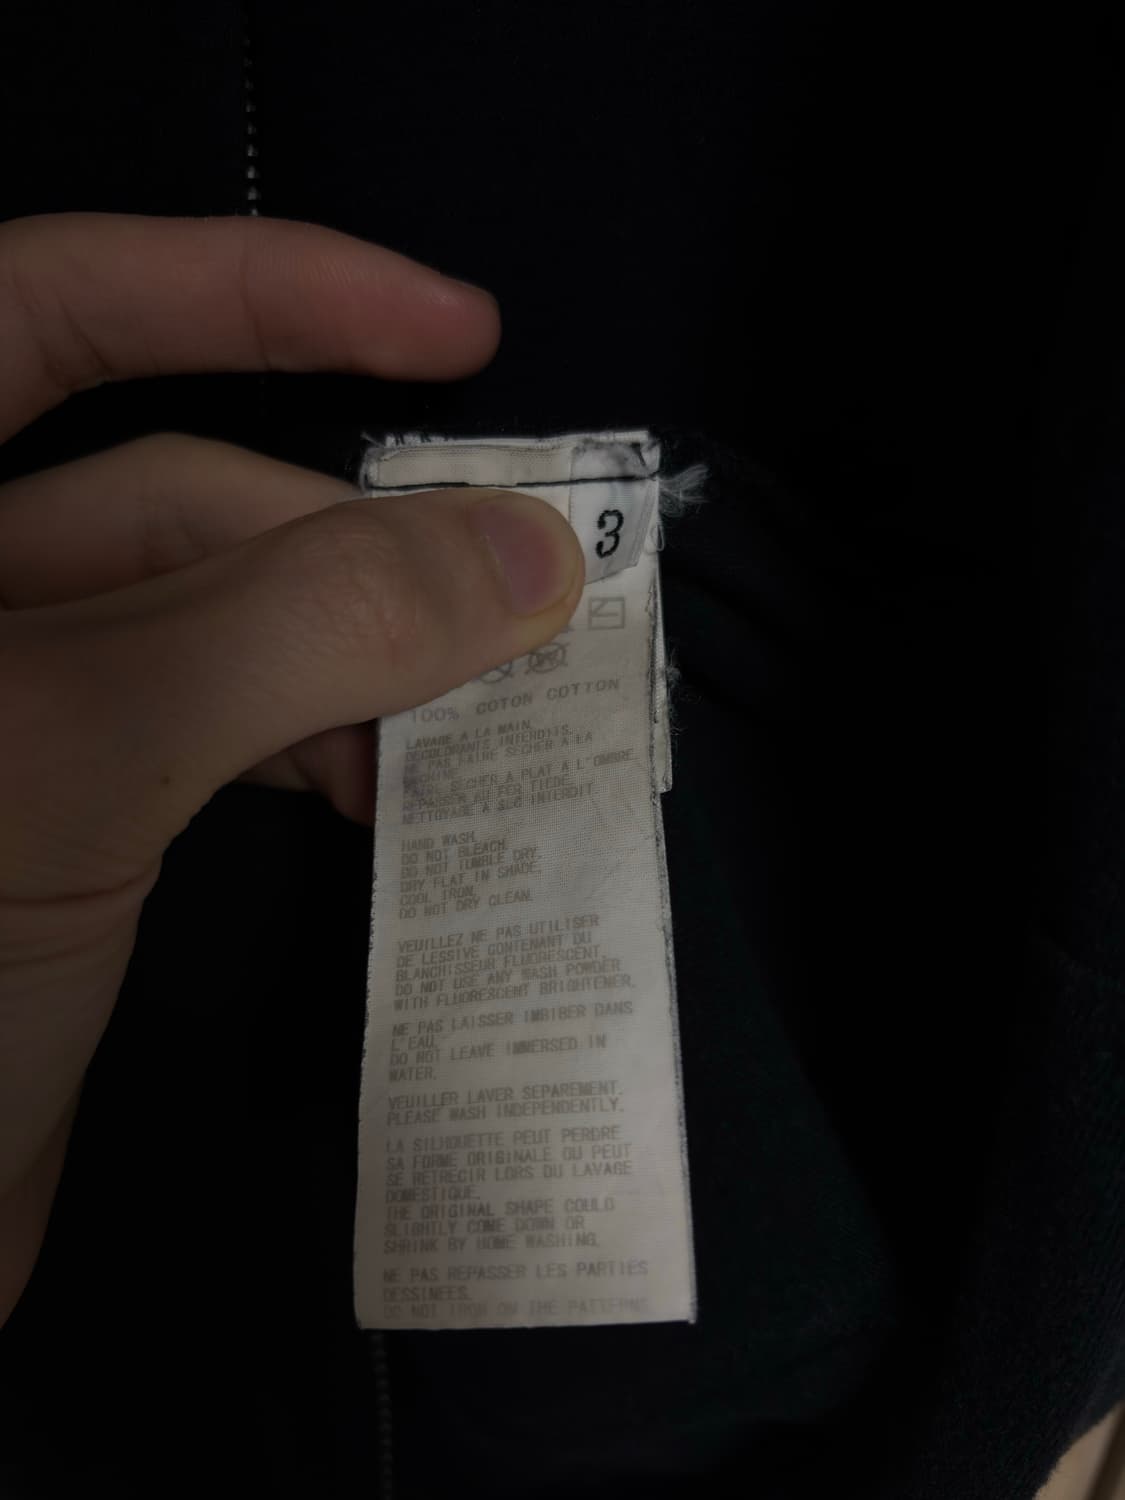 3
100% COTON COTTON
LAVAGE A LA MAIN.
DECOLORANTS INTERDITS.
NE PAS FAIRE SECHER A LA
MACHINE.
FAIRE SECHER A PLAT A L'OMBRE.
REPASSER AU FER TIEDE.
NETTOYAGE A SEC INTERDIT
HAND WASH.
DO NOT BLEACH.
DO NOT TUMBLE DRY.
DRY FLAT IN SHADE.
COOL IRON.
DO NOT DRY CLEAN.
VEUILLEZ NE PAS UTILISER
DE LESSIVE CONTENANT DU
BLANCHISSEUR FLUORESCENT.
DO NOT USE ANY WASH POWDER
WITH FLUORESCENT BRIGHTENER.
NE PAS LAISSER IMBIBER DANS
L'EAU.
DO NOT LEAVE IMMERSED IN
WATER.
VEUILLER LAVER SEPAREMENT.
PLEASE WASH INDEPENDENTLY.
LA SILHOUETTE PEUT PERDRE
SA FORME ORIGINALE OU PEUT
SE RETRECIR LORS DU LAVAGE
DOMESTIQUE.
THE ORIGINAL SHAPE COULD
SLIGHTLY COME DOWN OR
SHRINK BY HOME WASHING.
NE PAS REPASSER LES PARTIES
DESSINEES.
DO NOT IRON ON THE PATTERNS